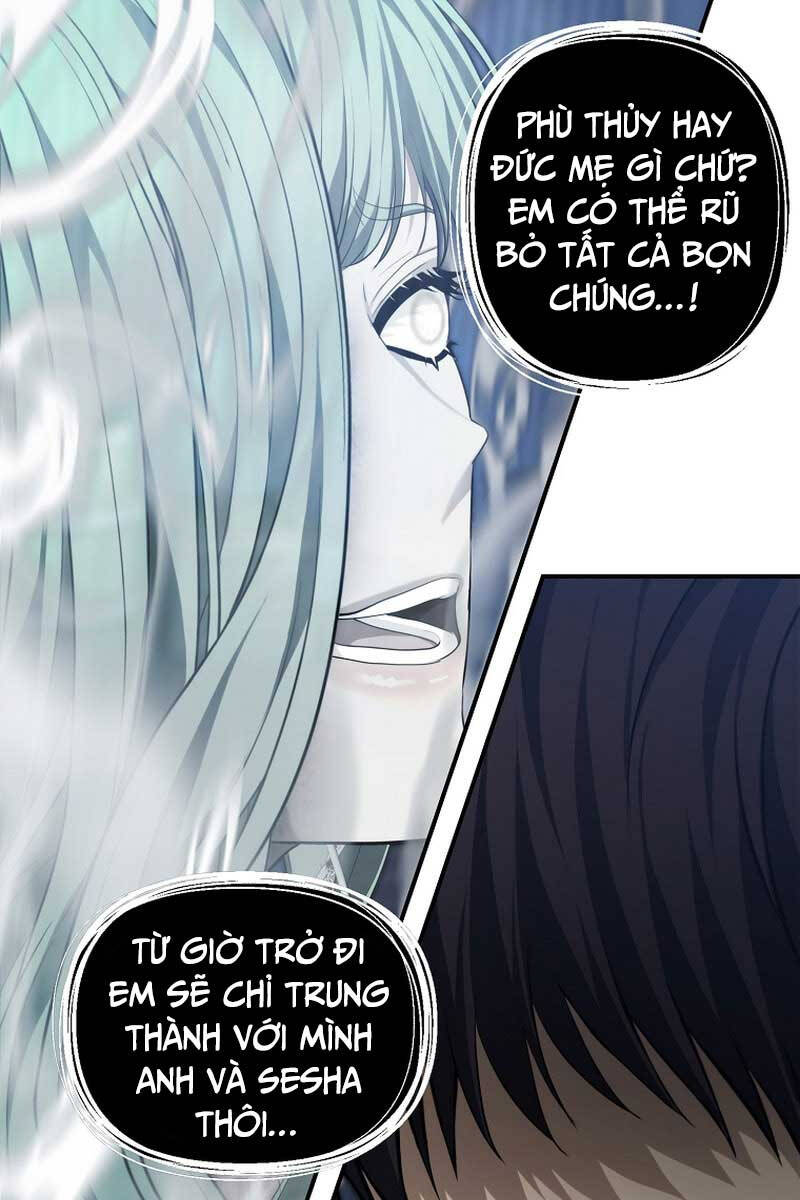 PHÙ THỦY HAY
ĐỨC MẸ GÌ CHỨ?
EM CÓ THỂ RŨ
BỎ TẤT CẢ BỌN
CHÚNG...!
TỪ GIỜ TRỞ ĐI
EM SẼ CHỈ TRUNG
THÀNH VỚI MÌNH
ANH VÀ SESHA
THÔI...